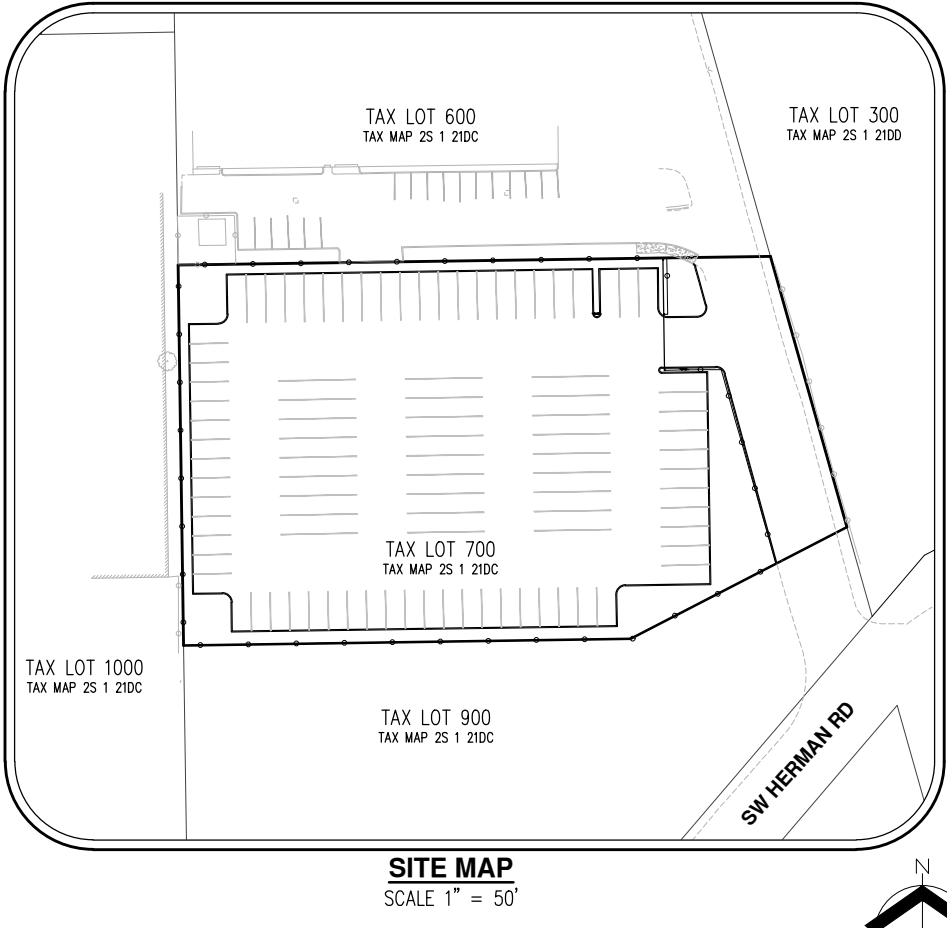 TAX LOT 600
TAX MAP 2S 1 21DC
TAX LOT 300
TAX MAP 2S 1 21DD
TAX LOT 700
TAX MAP 2S 1 21DC
TAX LOT 1000
TAX MAP 2S 1 21DC
TAX LOT 900
TAX MAP 2S 1 21DC
SW HERMAN RD
SITE MAP
SCALE 1" = 50'
N